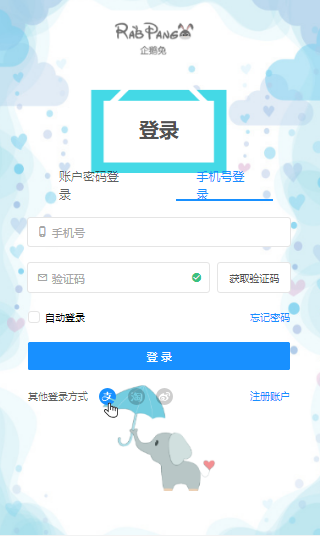 RabPang
企鹅兔
登录
账户密码登
录
手机号登
录
手机号
验证码
获取验证码
自动登录
忘记密码
登 录
其他登录方式
支
淘
注册账户